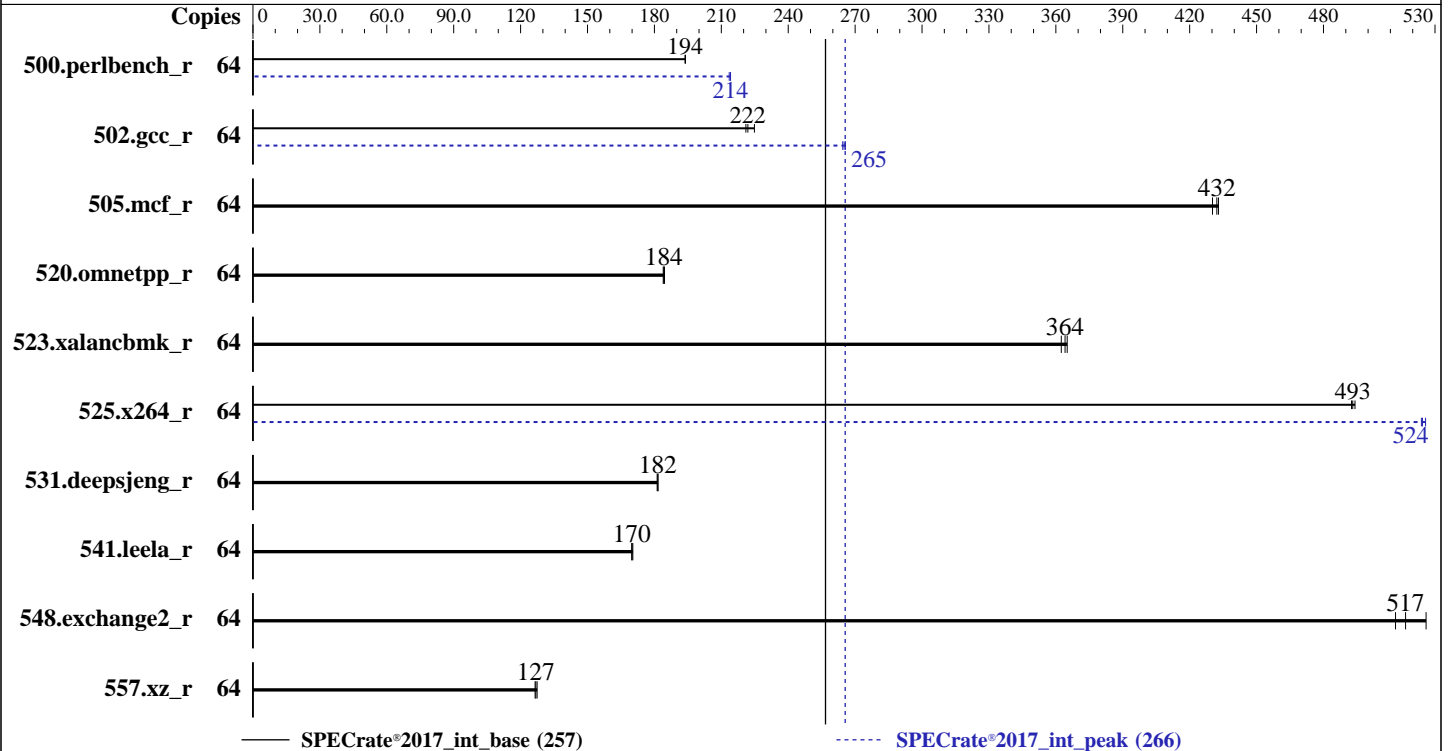 Copies 0 30.0 60.0 90.0 120 150 180 210 240 270 300 330 360 390 420 450 480 530
500.perlbench_r 64 194
214
502.gcc_r 64 222
265
505.mcf_r 64 432
520.omnetpp_r 64 184
523.xalancbmk_r 64 364
525.x264_r 64 493
524
531.deepsjeng_r 64 182
541.leela_r 64 170
548.exchange2_r 64 517
557.xz_r 64 127
SPECrate®2017_int_base (257) SPECrate®2017_int_peak (266)